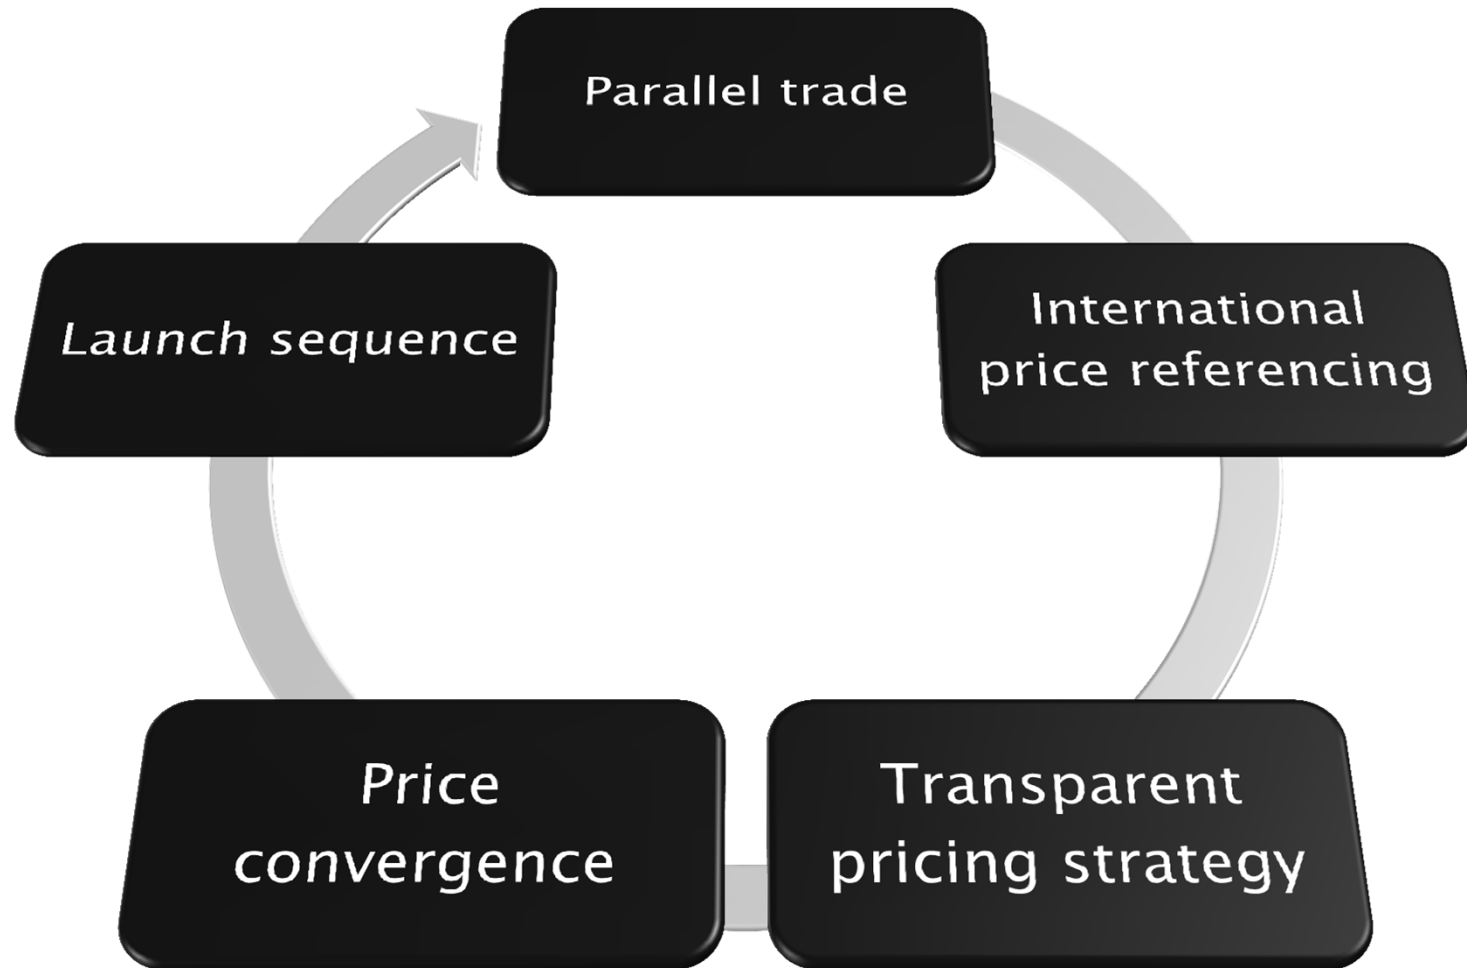 Parallel trade
International
price referencing
Transparent
pricing strategy
Price
convergence
Launch sequence